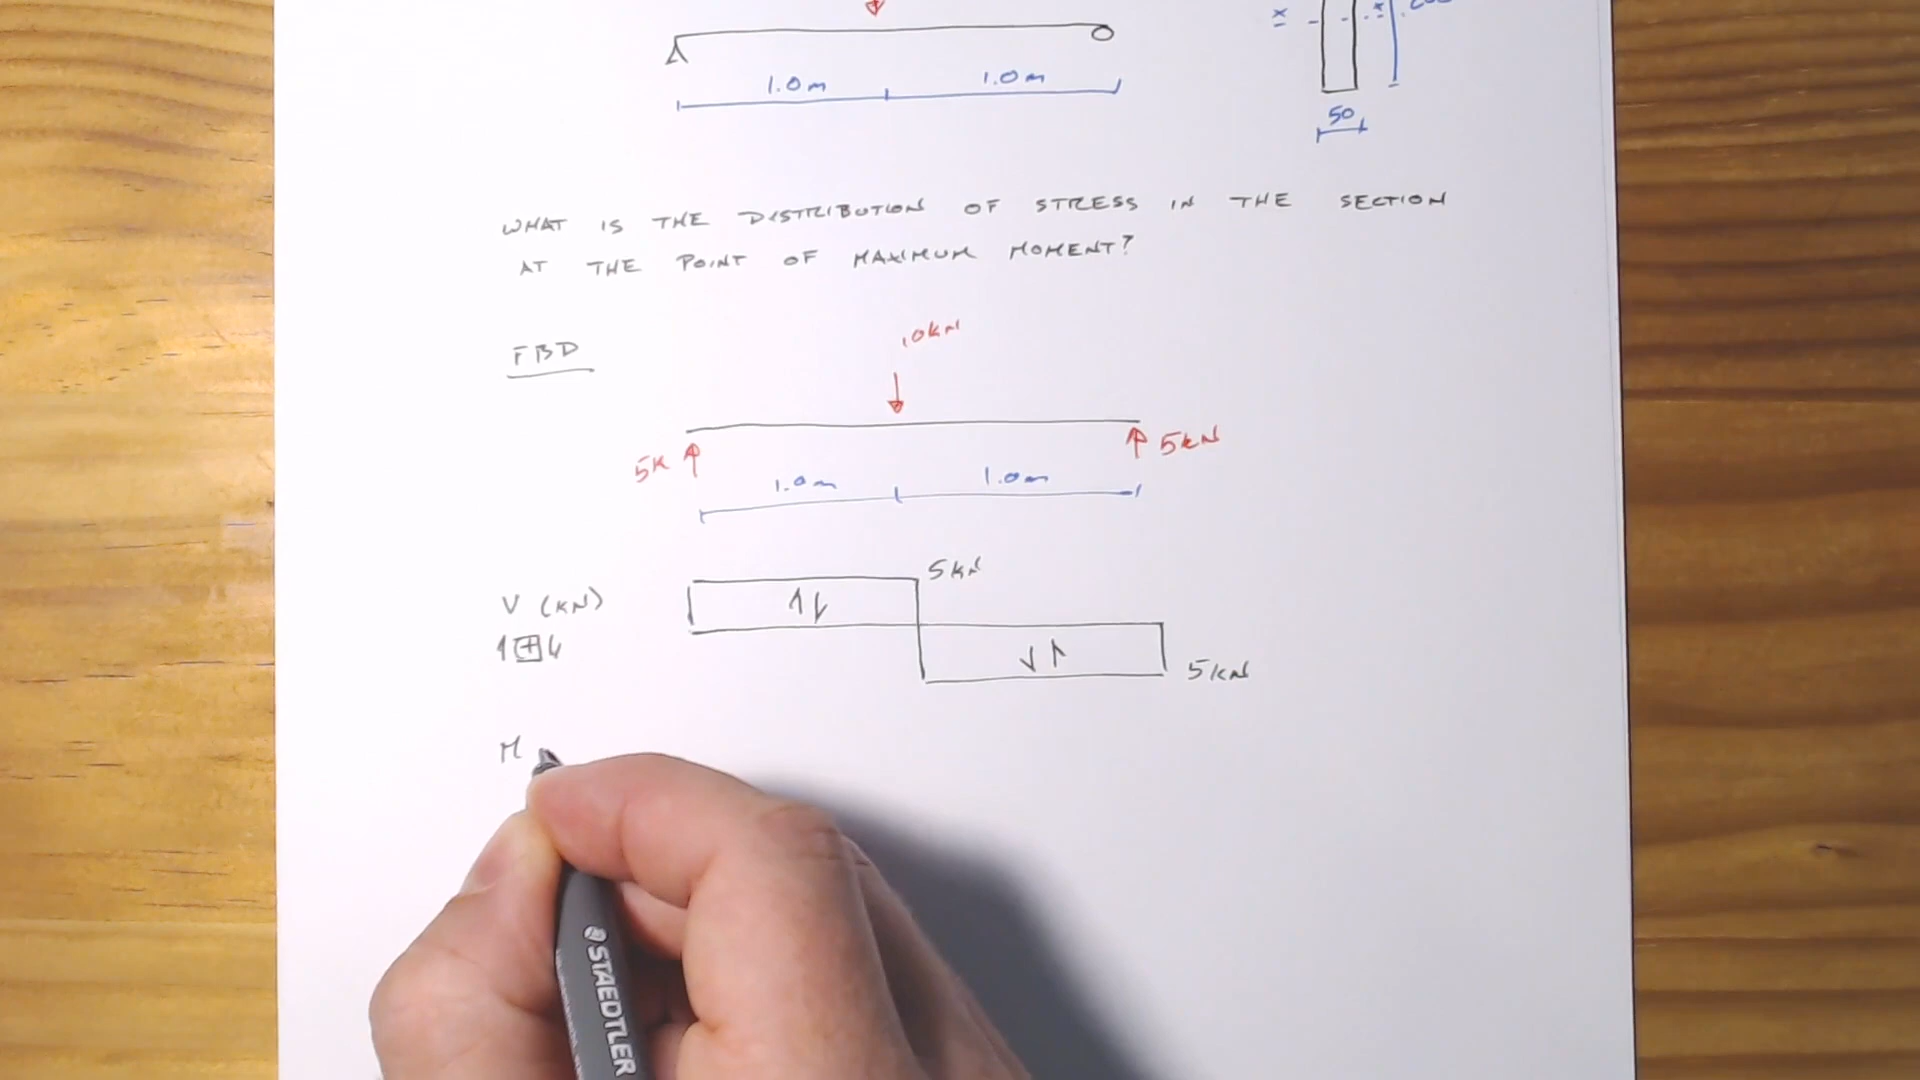 1.0m 1.0m
50
WHAT IS THE DISTRIBUTION OF STRESS IN THE SECTION
AT THE POINT OF MAXIMUM MOMENT?
FBD
10kN
5k 5kN
1.0m 1.0m
5kN
V (kN)
+
5kN
M
STAEDTLER